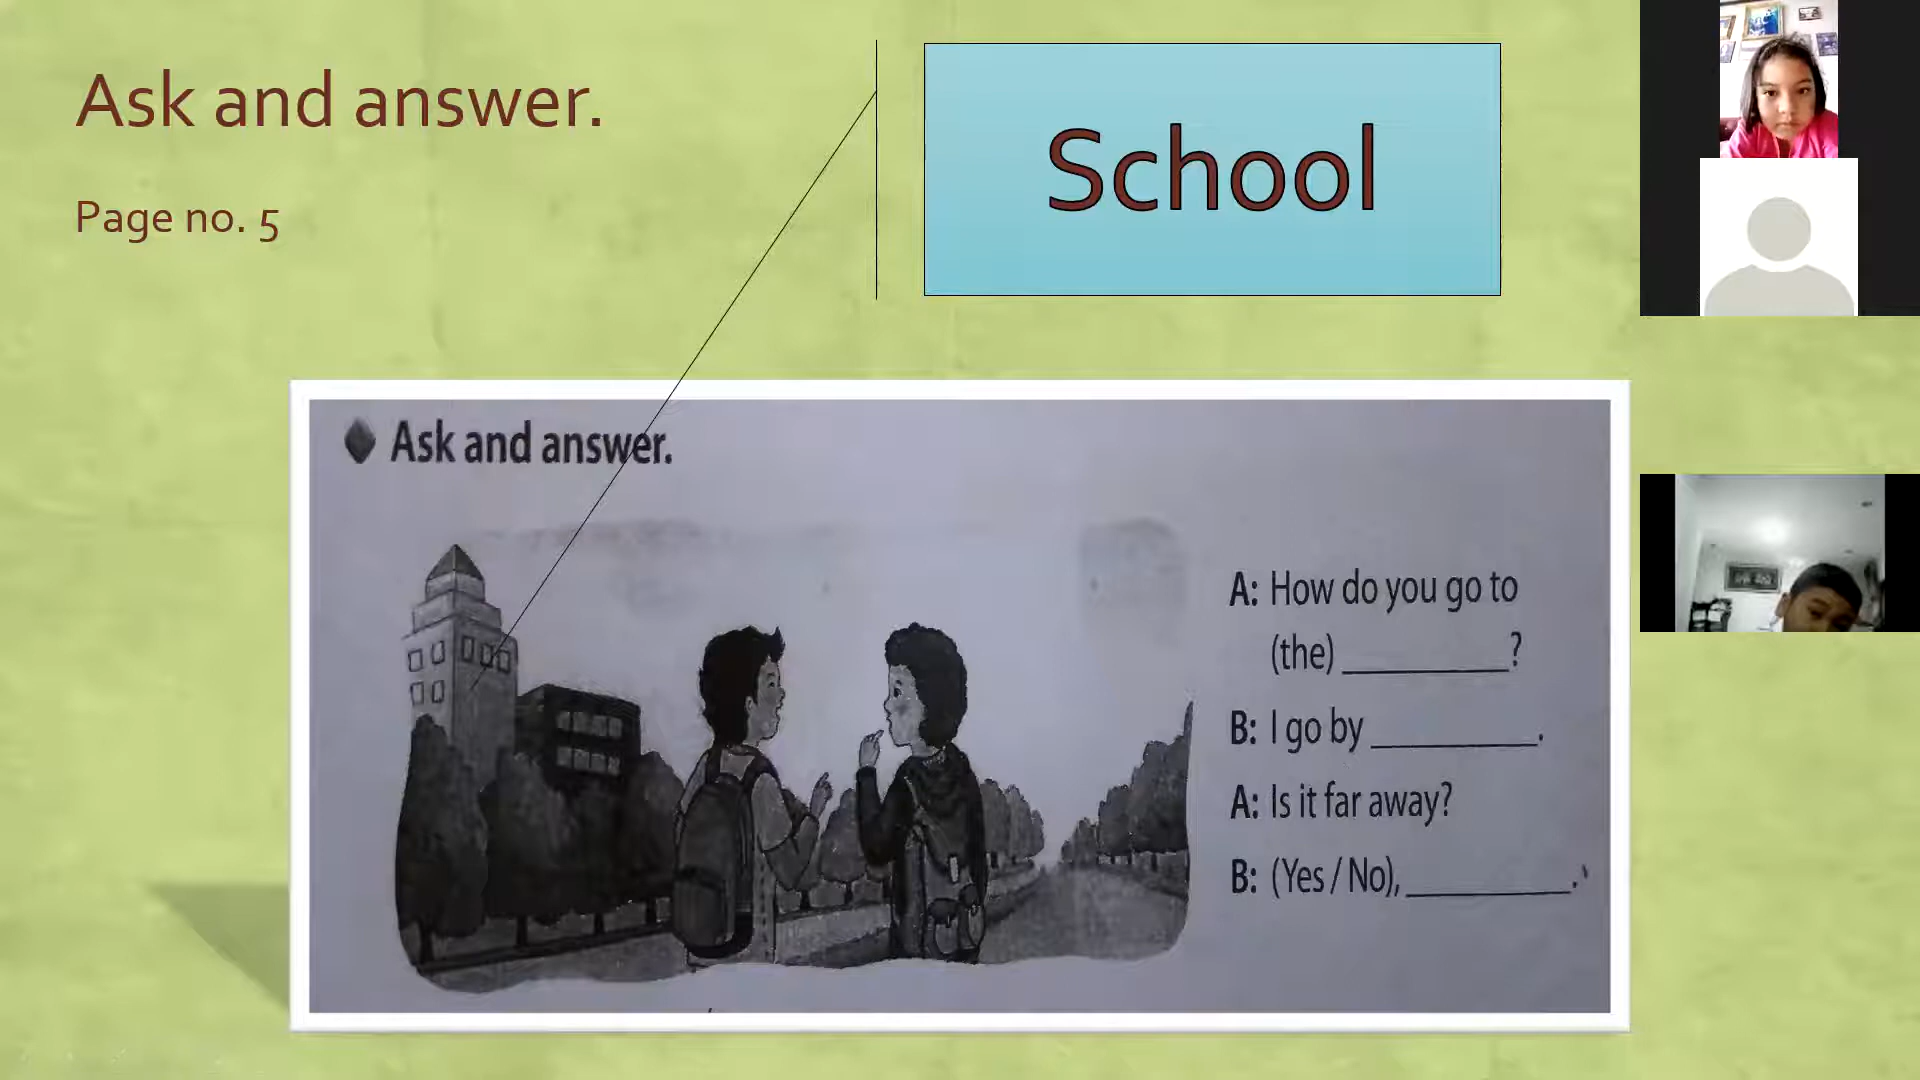 Ask and answer.
Page no. 5
School
Ask and answer.
A: How do you go to
(the) __________?
B: I go by __________.
A: Is it far away?
B: (Yes / No), __________.